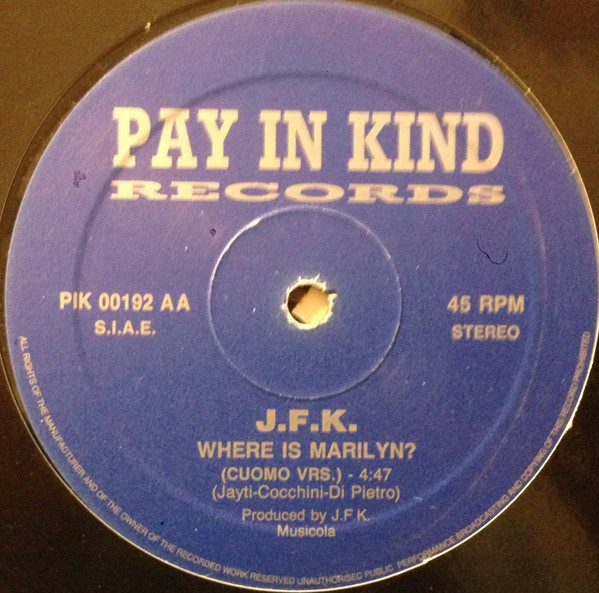 PAY IN KIND
RECORDS
PIK 00192 AA
S.I.A.E.
45 RPM
STEREO
J.F.K.
WHERE IS MARILYN?
(CUOMO VRS.) - 4:47
(Jayti-Cocchini-Di Pietro)
Produced by J.F K.
Musicola
ALL RIGHTS OF THE MANUFACTURER AND OF THE OWNER OF THE RECORDED WORK RESERVED UNAUTHORISED PUBLIC PERFORMANCE BROADCASTING AND COPYING OF THIS RECORD PROHIBITED